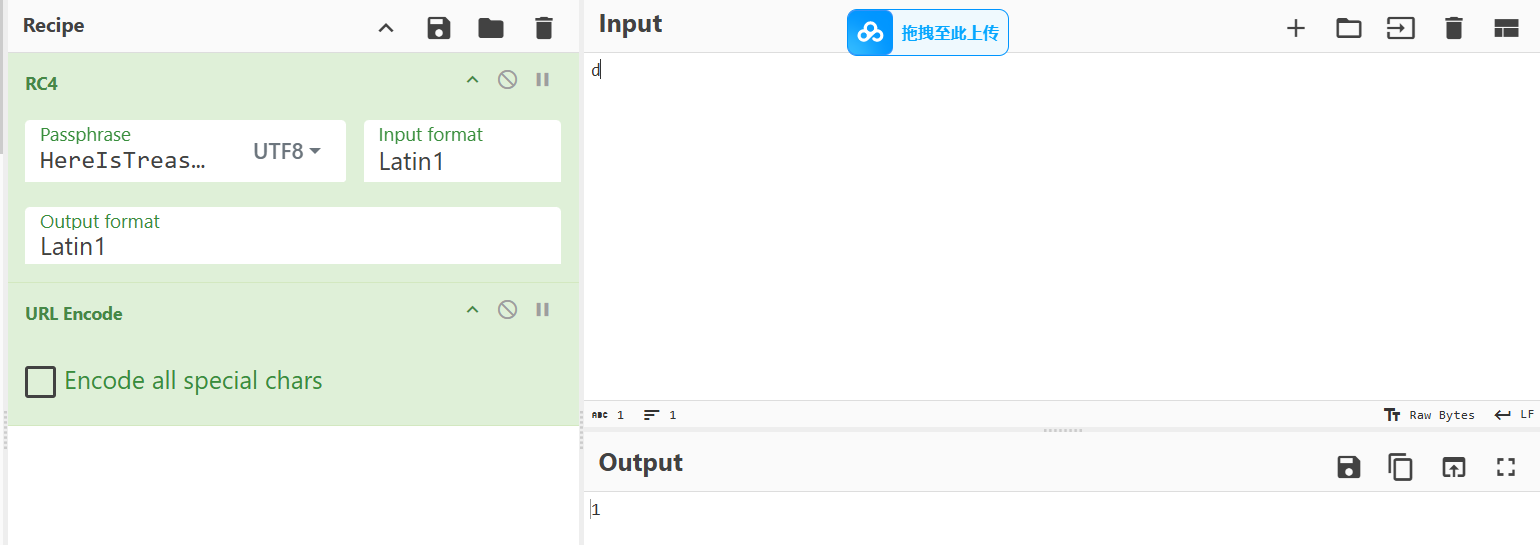 Recipe
RC4
Passphrase
HereIsTreas…
UTF8
Input format
Latin1
Output format
Latin1
URL Encode
Encode all special chars
Input
拖拽至此上传
d
ABC 1
1
Tт Raw Bytes
LF
Output
1